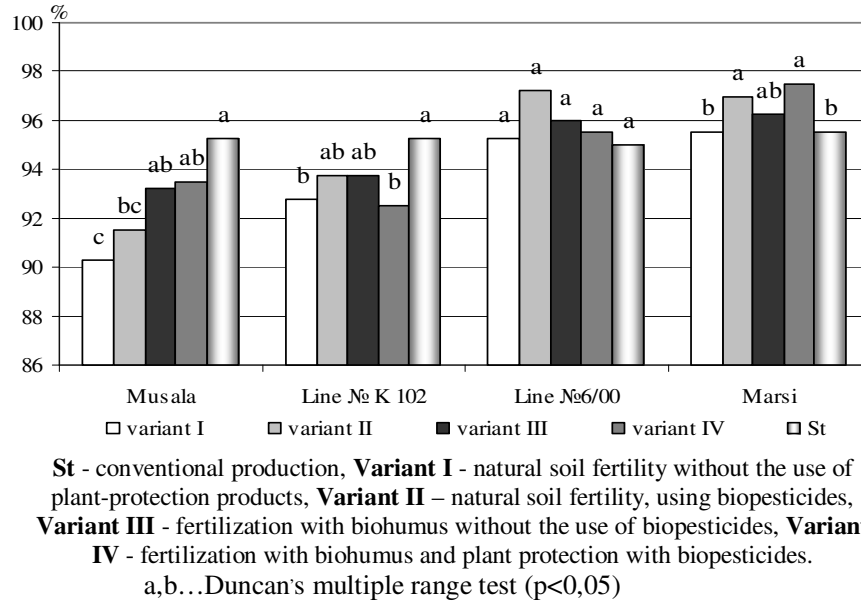 %
100
98
96
94
92
90
88
86
c bc ab ab a
b ab ab b a
a a a a a
b a ab a b
Musala Line № K 102 Line №6/00 Marsi
variant I variant II variant III variant IV St
St - conventional production, Variant I - natural soil fertility without the use of
plant-protection products, Variant II – natural soil fertility, using biopesticides,
Variant III - fertilization with biohumus without the use of biopesticides, Variant
IV - fertilization with biohumus and plant protection with biopesticides.
a,b…Duncan's multiple range test (p<0,05)